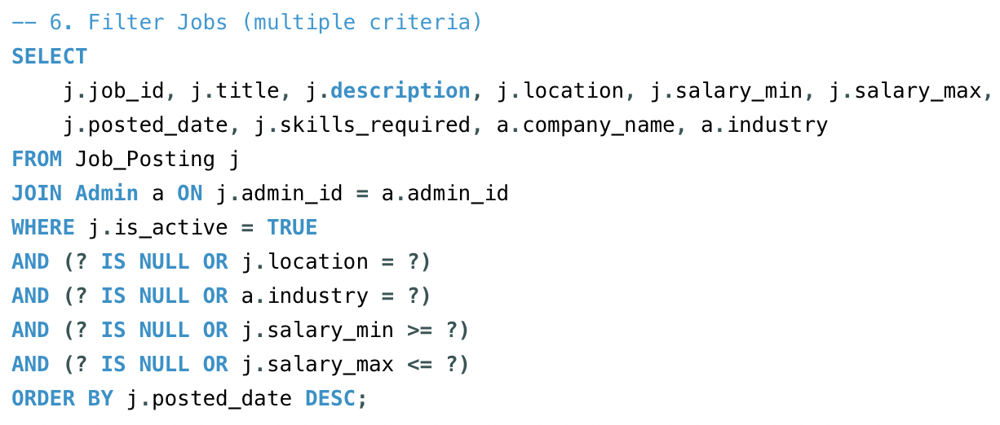 -- 6. Filter Jobs (multiple criteria)
SELECT
    j.job_id, j.title, j.description, j.location, j.salary_min, j.salary_max,
    j.posted_date, j.skills_required, a.company_name, a.industry
FROM Job_Posting j
JOIN Admin a ON j.admin_id = a.admin_id
WHERE j.is_active = TRUE
AND (? IS NULL OR j.location = ?)
AND (? IS NULL OR a.industry = ?)
AND (? IS NULL OR j.salary_min >= ?)
AND (? IS NULL OR j.salary_max <= ?)
ORDER BY j.posted_date DESC;